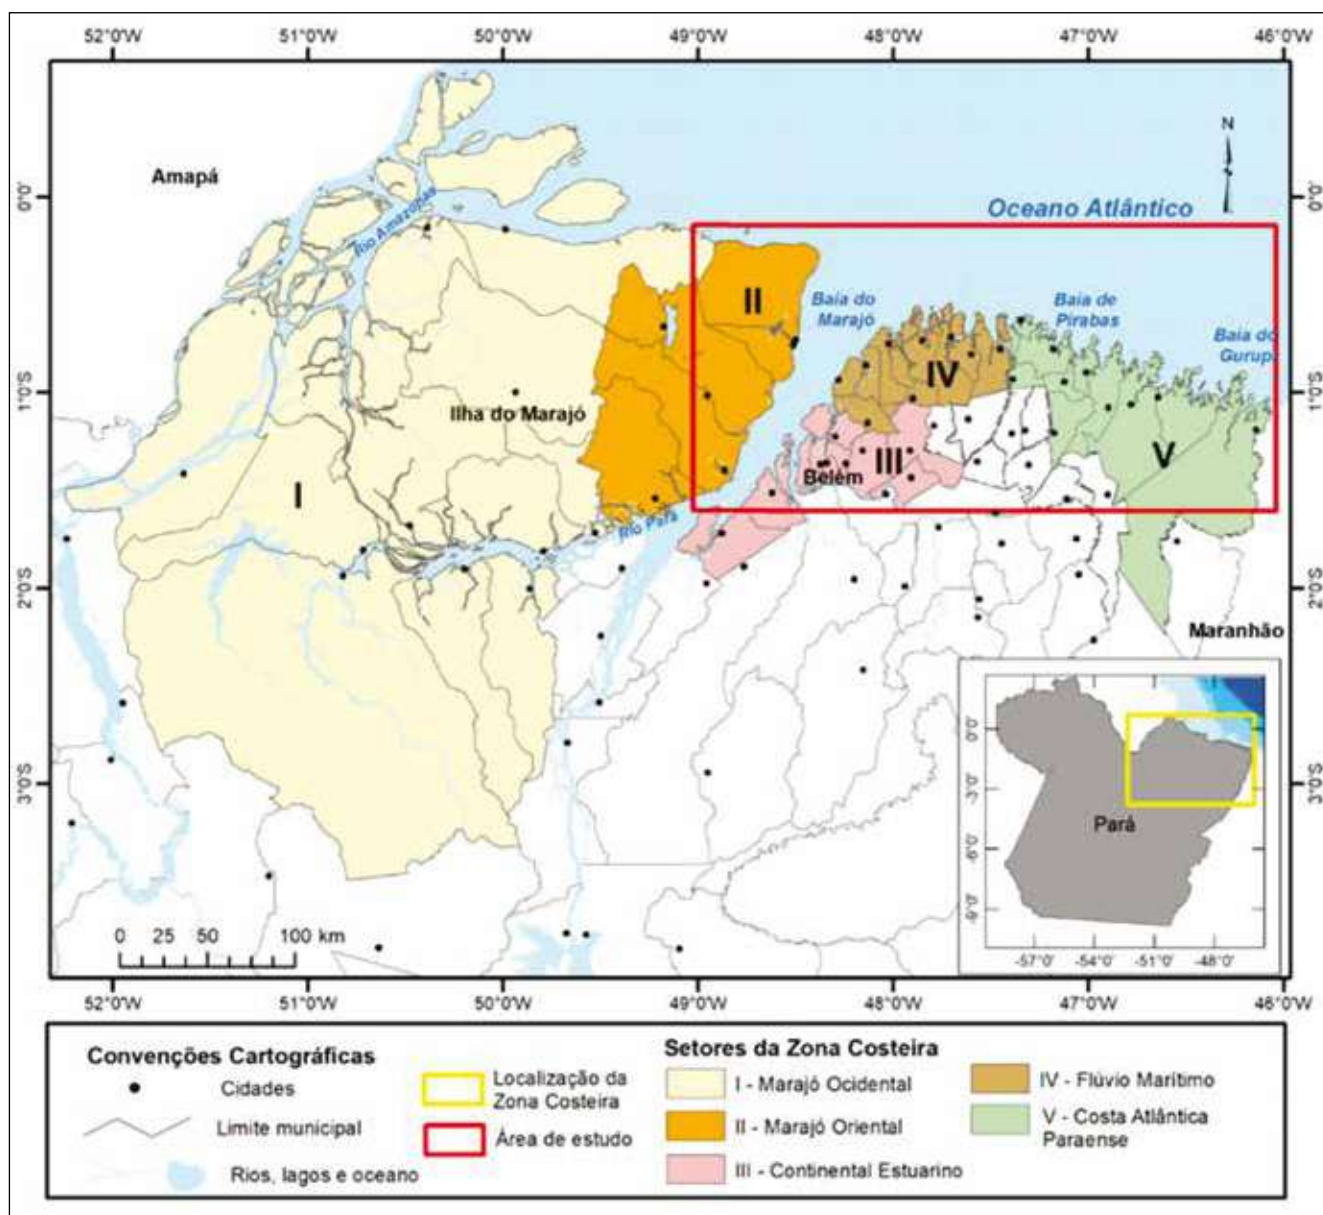 52°W 51°0'W 50°0'W 49°0'W 48°0'W 47°0'W 46°0'W
N
Amapá
0°0'
0°0'
Rio Amazonas
Oceano Atlântico
II
Baia do
Marajó
Baia de
Pirabas
Baia do
Gurupi
1°0'S
IV
1°0'S
Ilha do Marajó
I
III
V
Belém
Rio Pará
2°0'S
2°0'S
Maranhão
3°0'S
3°0'S
0°0'
-3°0'
-6°0'
-9°0'
Pará
-57°0' -54°0' -51°0' -48°0'
0 25 50 100 km
52°0'W 51°0'W 50°0'W 49°0'W 48°0'W 47°0'W 46°0'W
Convenções Cartográficas
Cidades
Limite municipal
Rios, lagos e oceano
Localização da
Zona Costeira
Área de estudo
Setores da Zona Costeira
I - Marajó Ocidental
II - Marajó Oriental
III - Continental Estuarino
IV - Flúvio Marítimo
V - Costa Atlântica
Paraense